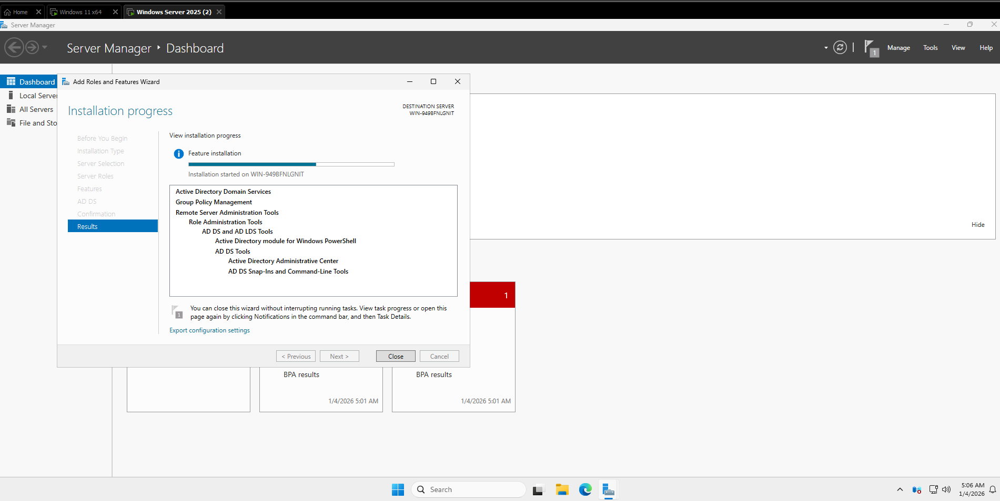 Home
Windows 11 x64
Windows Server 2025 (2)
Server Manager
Server Manager
Dashboard
1
Manage
Tools
View
Help
Dashboard
Local Server
All Servers
File and Sto
Add Roles and Features Wizard
Installation progress
DESTINATION SERVER
WIN-949BFNLGNIT
Before You Begin
Installation Type
Server Selection
Server Roles
Features
AD DS
Confirmation
Results
View installation progress
Feature installation
Installation started on WIN-949BFNLGNIT
Active Directory Domain Services
Group Policy Management
Remote Server Administration Tools
Role Administration Tools
AD DS and AD LDS Tools
Active Directory module for Windows PowerShell
AD DS Tools
Active Directory Administrative Center
AD DS Snap-Ins and Command-Line Tools
1
You can close this wizard without interrupting running tasks. View task progress or open this
page again by clicking Notifications in the command bar, and then Task Details.
Export configuration settings
< Previous
Next >
Close
Cancel
Hide
1
BPA results
1/4/2026 5:01 AM
BPA results
1/4/2026 5:01 AM
Search
5:06 AM
1/4/2026